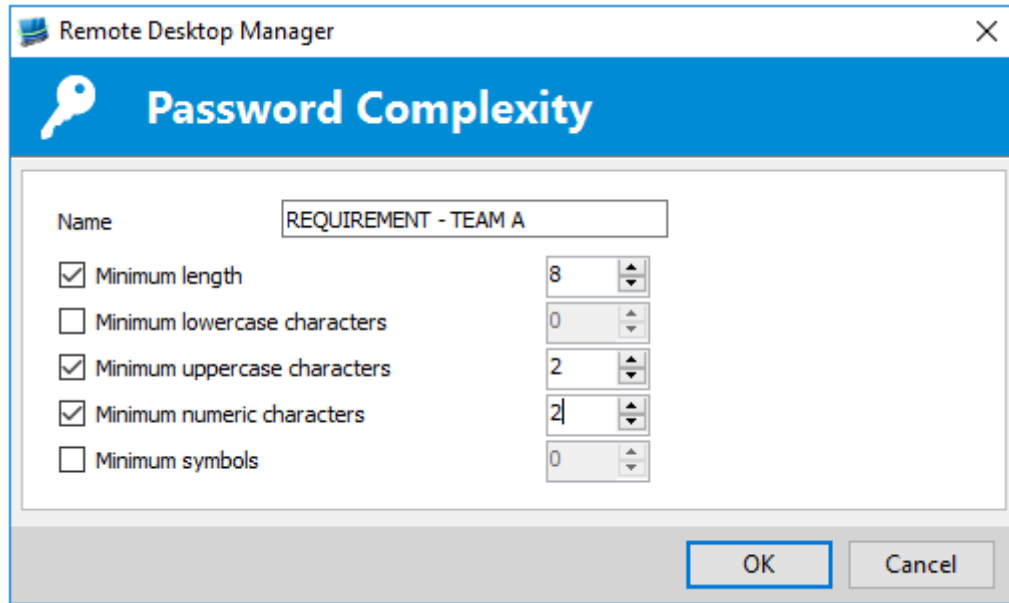 Remote Desktop Manager
Password Complexity
Name REQUIREMENT - TEAM A
Minimum length 8
Minimum lowercase characters 0
Minimum uppercase characters 2
Minimum numeric characters 2
Minimum symbols 0
OK Cancel